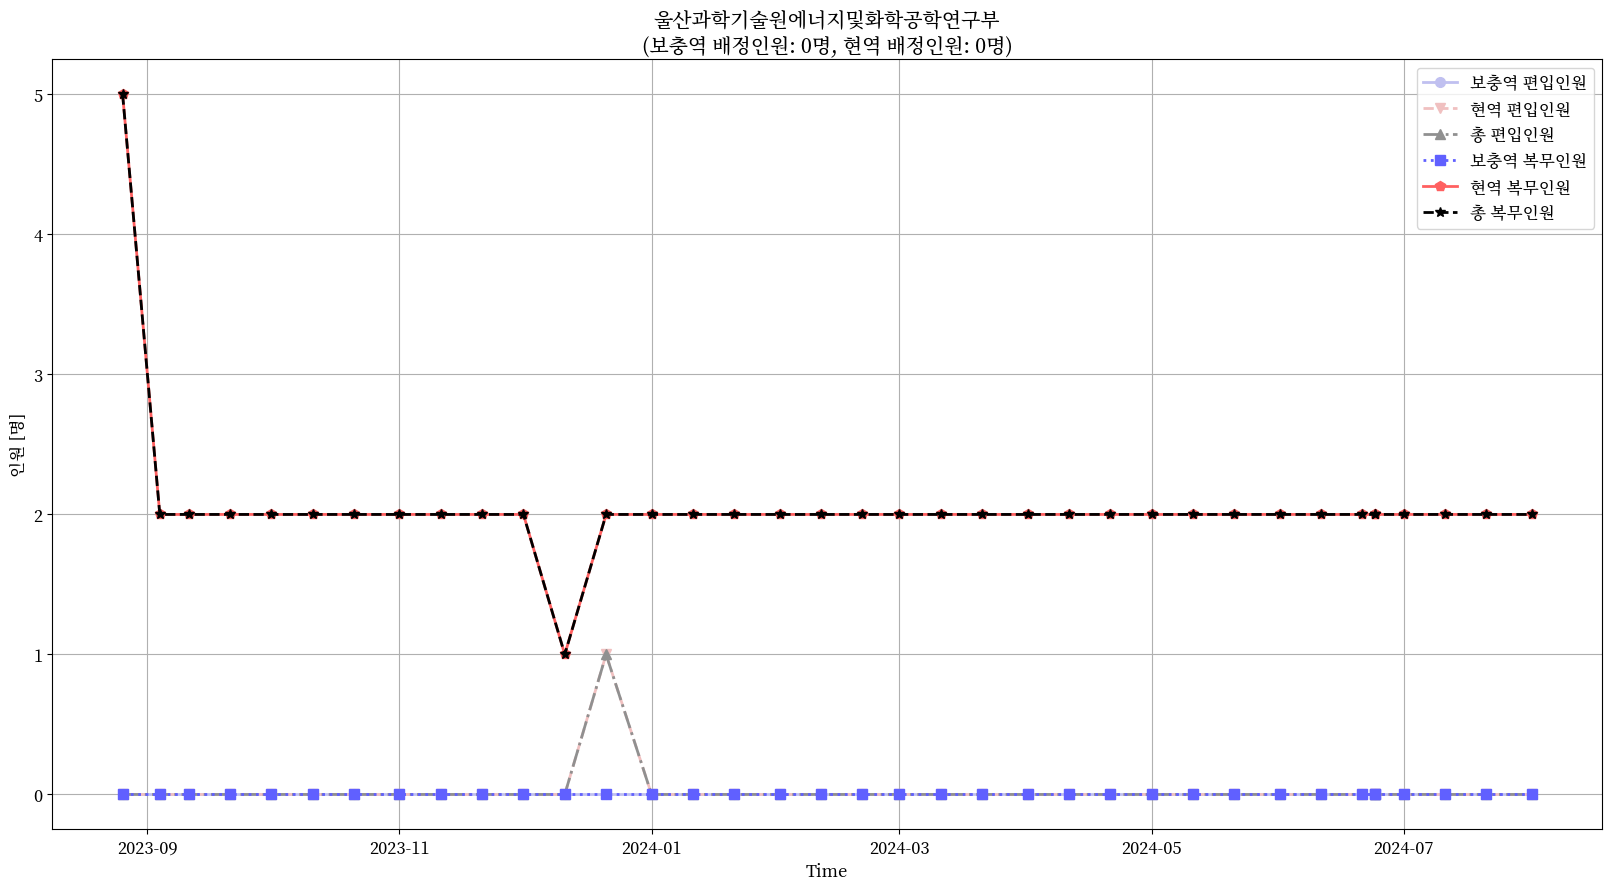 울산과학기술원에너지및화학공학연구부
(보충역 배정인원: 0명, 현역 배정인원: 0명)
보충역 편입인원
현역 편입인원
총 편입인원
보충역 복무인원
현역 복무인원
총 복무인원
인원 [명]
5
4
3
2
1
0
2023-09
2023-11
2024-01
2024-03
2024-05
2024-07
Time